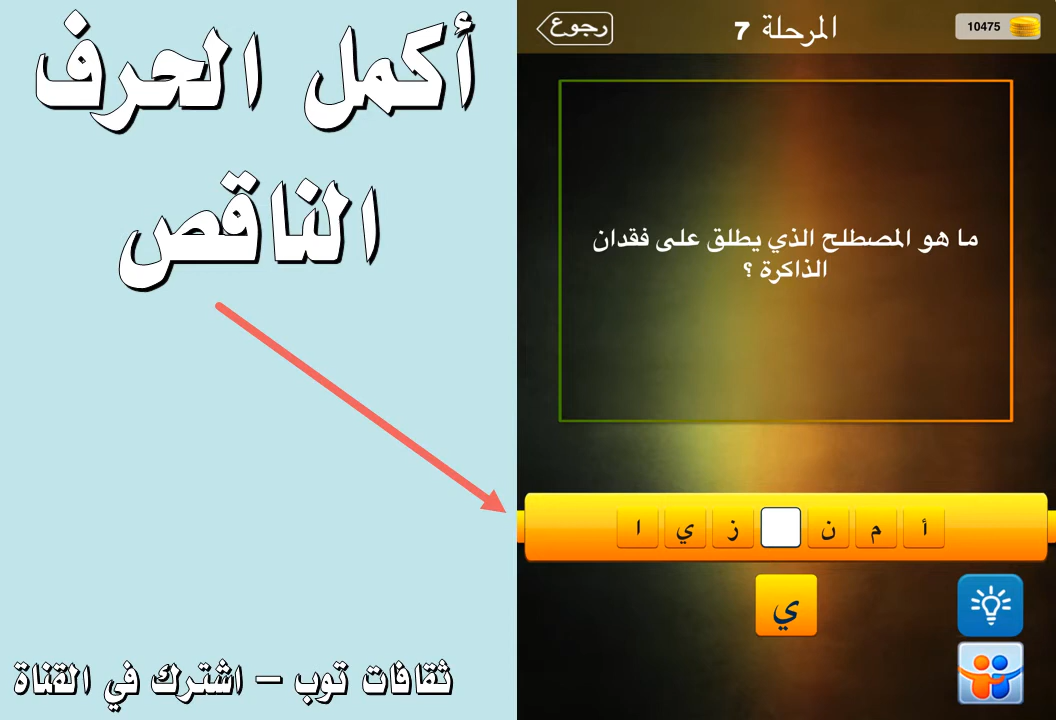 أكمل الحرف
الناقص
ثقافات توب – اشترك في القناة
رجوع
المرحلة 7
10475
ما هو المصطلح الذي يطلق على فقدان
الذاكرة ؟
أ م ن ز ي ا
ي